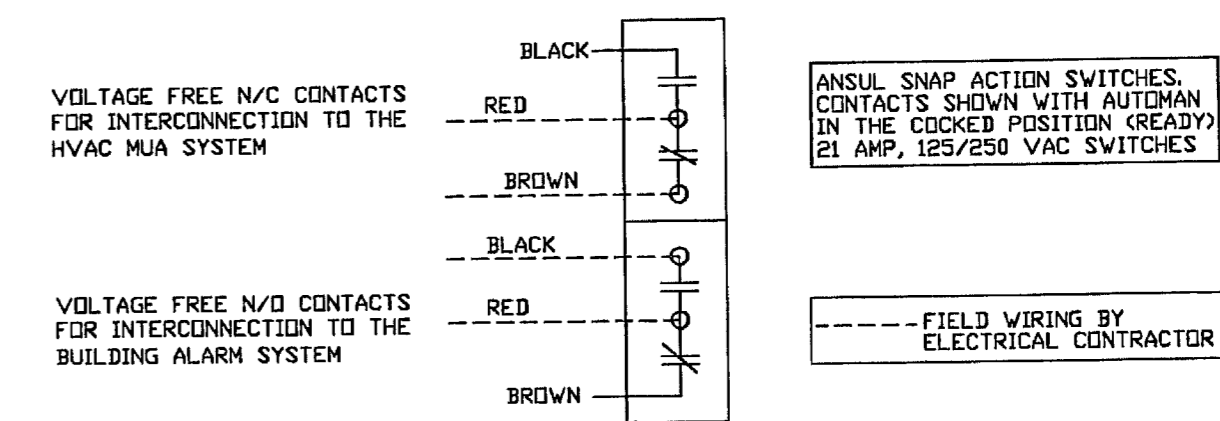 BLACK
VOLTAGE FREE N/C CONTACTS
FOR INTERCONNECTION TO THE
HVAC MUA SYSTEM
RED
BROWN
ANSUL SNAP ACTION SWITCHES.
CONTACTS SHOWN WITH AUTOMAN
IN THE COCKED POSITION (READY)
21 AMP, 125/250 VAC SWITCHES
BLACK
VOLTAGE FREE N/O CONTACTS
FOR INTERCONNECTION TO THE
BUILDING ALARM SYSTEM
RED
BROWN
FIELD WIRING BY
ELECTRICAL CONTRACTOR